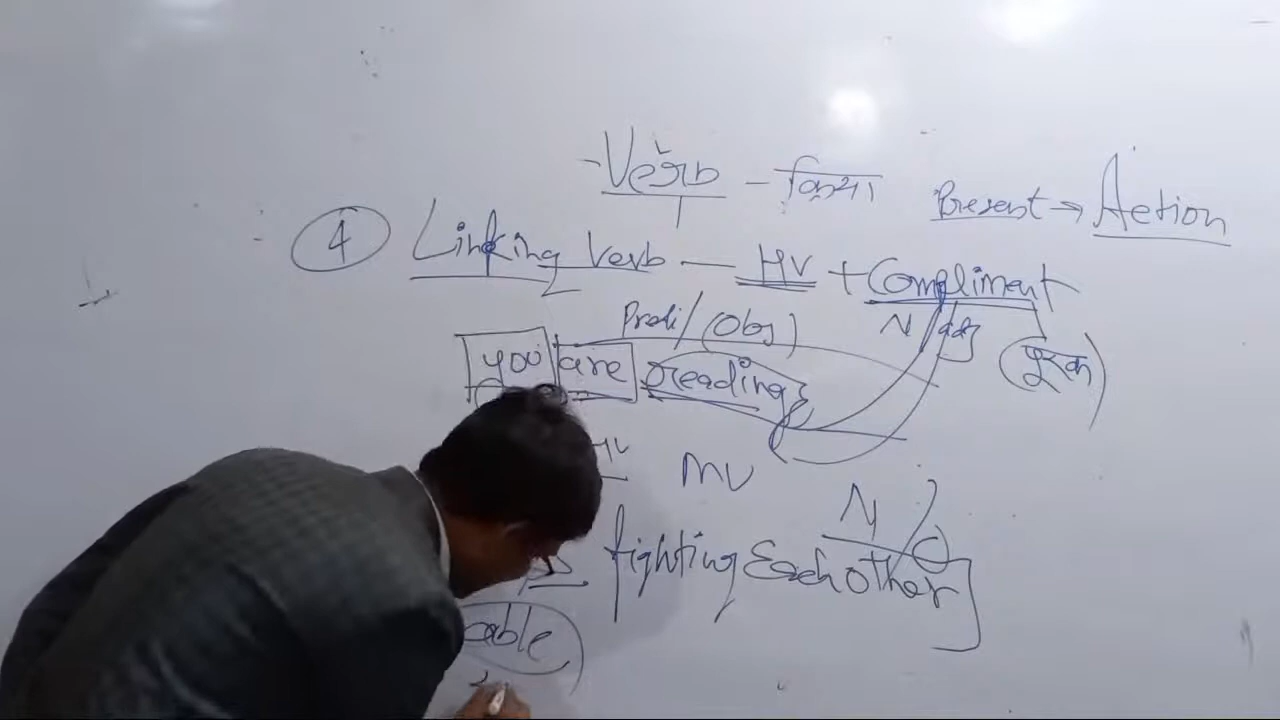 Verb - क्रिया।
Present → Action
4 Linking Verb — HV + Compliment
N / adj (पूरक)
Predi / (Obj)
you are reading
HV MV
N /
fighting Each other
able